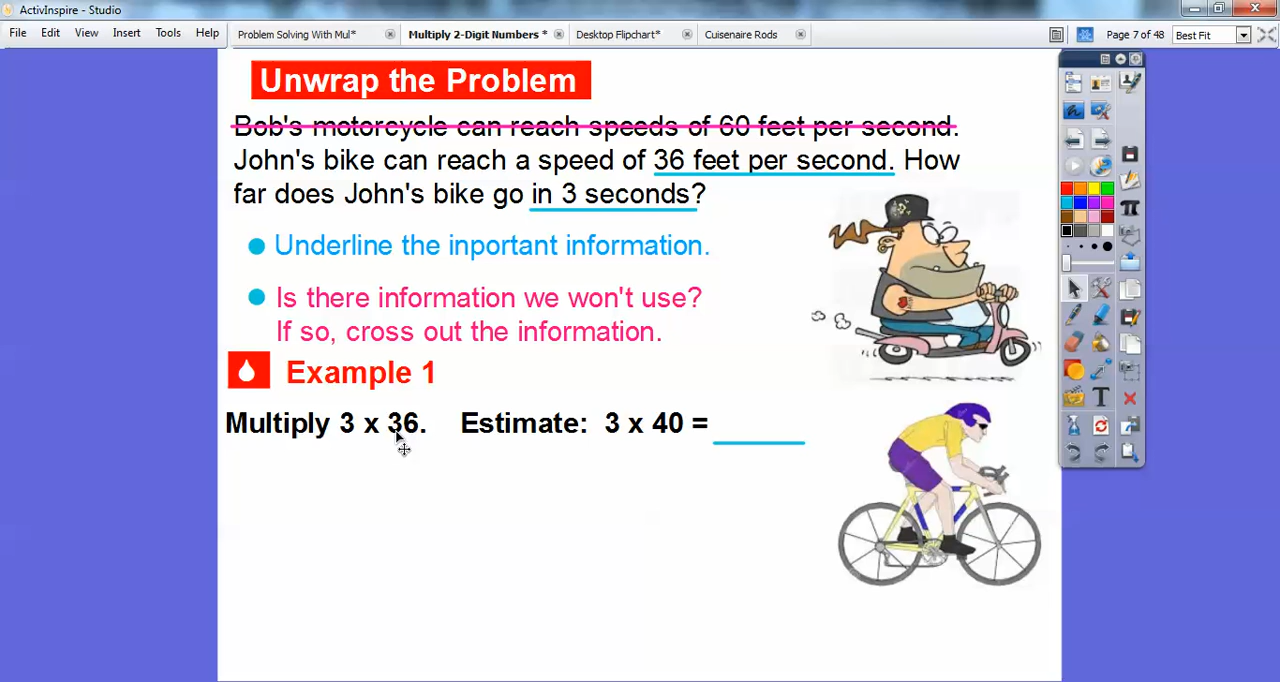 ActivInspire - Studio
File Edit View Insert Tools Help
Problem Solving With Mul*
Multiply 2-Digit Numbers *
Desktop Flipchart*
Cuisenaire Rods
Page 7 of 48
Best Fit
Unwrap the Problem
Bob's motorcycle can reach speeds of 60 feet per second.
John's bike can reach a speed of 36 feet per second. How
far does John's bike go in 3 seconds?
Underline the inportant information.
Is there information we won't use?
If so, cross out the information.
Example 1
Multiply 3 x 36. Estimate: 3 x 40 =